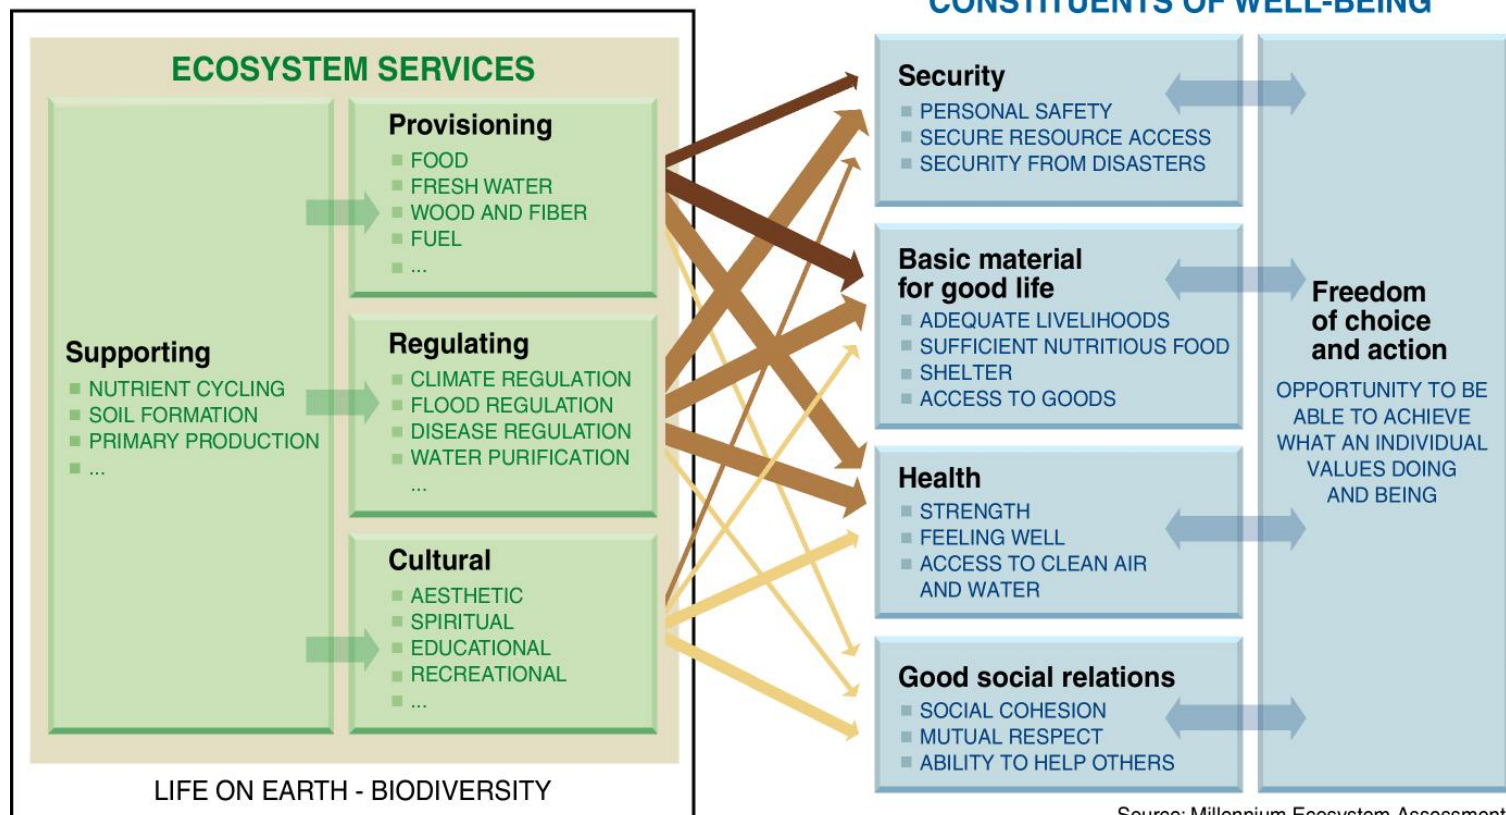 CONSTITUENTS OF WELL-BEING
ECOSYSTEM SERVICES
Supporting
NUTRIENT CYCLING
SOIL FORMATION
PRIMARY PRODUCTION
...
Provisioning
FOOD
FRESH WATER
WOOD AND FIBER
FUEL
...
Regulating
CLIMATE REGULATION
FLOOD REGULATION
DISEASE REGULATION
WATER PURIFICATION
...
Cultural
AESTHETIC
SPIRITUAL
EDUCATIONAL
RECREATIONAL
...
LIFE ON EARTH - BIODIVERSITY
Security
PERSONAL SAFETY
SECURE RESOURCE ACCESS
SECURITY FROM DISASTERS
Basic material
for good life
ADEQUATE LIVELIHOODS
SUFFICIENT NUTRITIOUS FOOD
SHELTER
ACCESS TO GOODS
Health
STRENGTH
FEELING WELL
ACCESS TO CLEAN AIR
AND WATER
Good social relations
SOCIAL COHESION
MUTUAL RESPECT
ABILITY TO HELP OTHERS
Freedom
of choice
and action
OPPORTUNITY TO BE
ABLE TO ACHIEVE
WHAT AN INDIVIDUAL
VALUES DOING
AND BEING
Source: Millennium Ecosystem Assessment